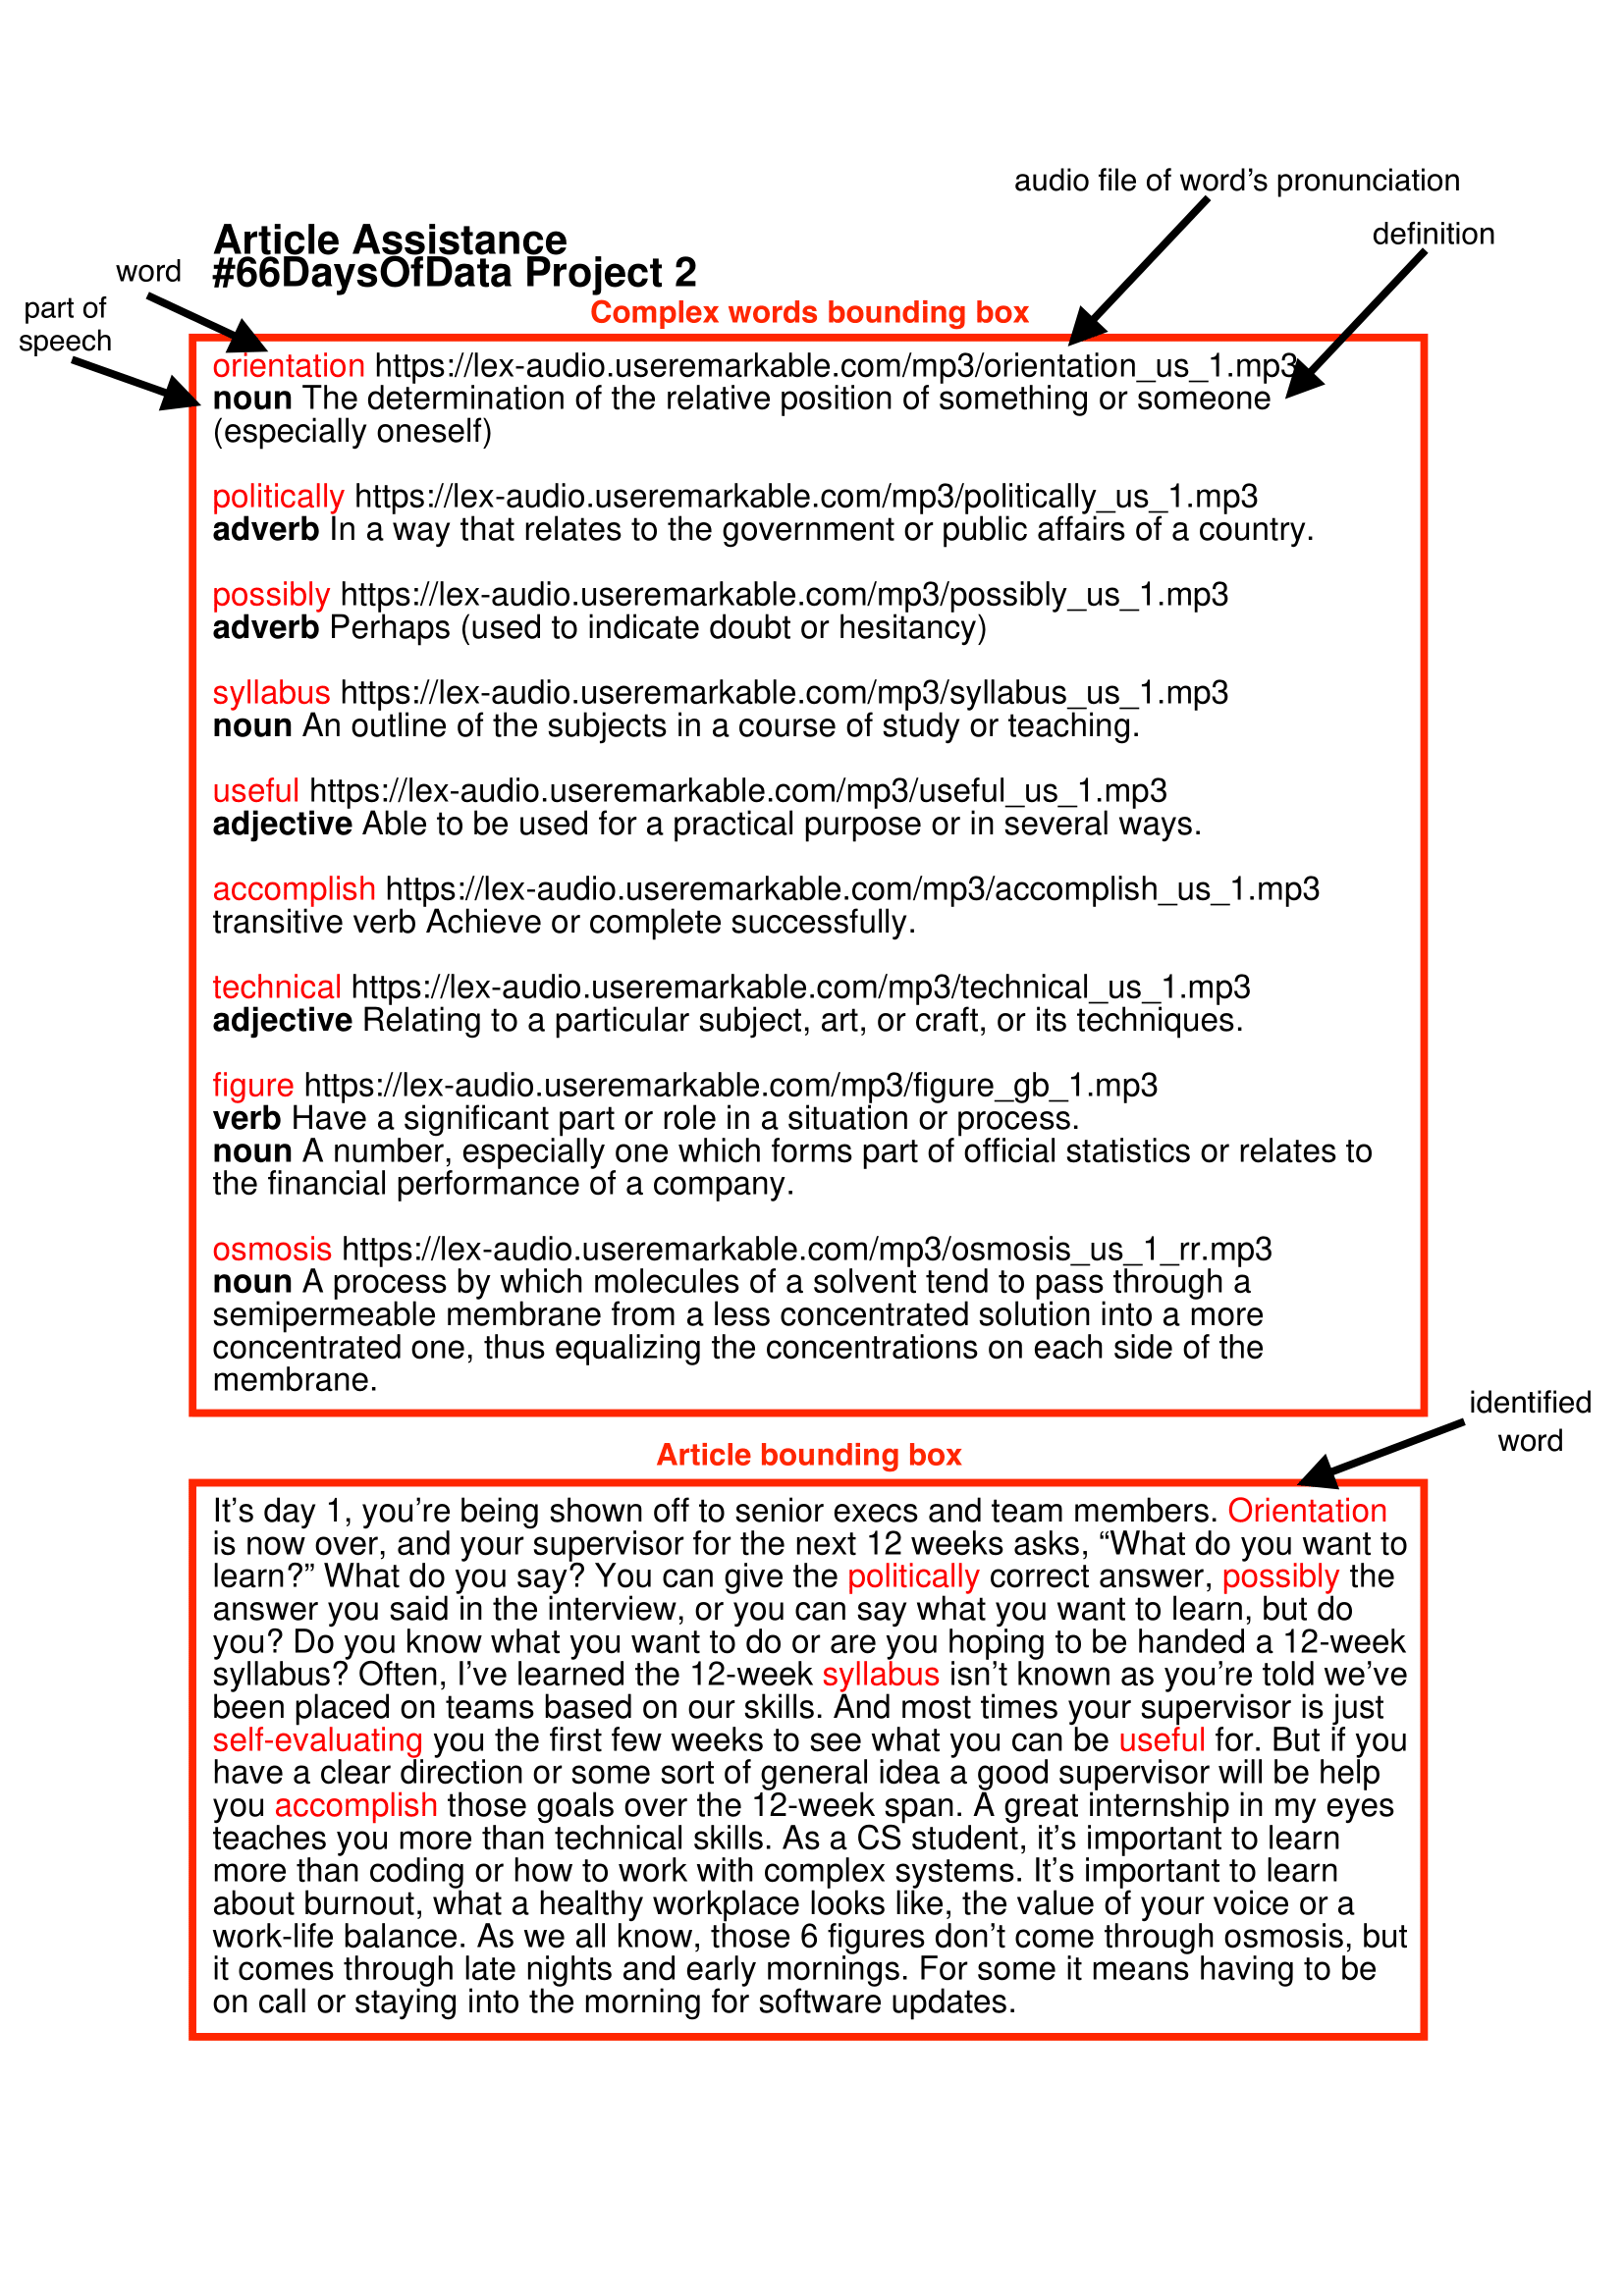 audio file of word’s pronunciation
definition
Article Assistance
#66DaysOfData Project 2
word
part of
speech
Complex words bounding box
orientation https://lex-audio.useremarkable.com/mp3/orientation_us_1.mp3
noun The determination of the relative position of something or someone
(especially oneself)
politically https://lex-audio.useremarkable.com/mp3/politically_us_1.mp3
adverb In a way that relates to the government or public affairs of a country.
possibly https://lex-audio.useremarkable.com/mp3/possibly_us_1.mp3
adverb Perhaps (used to indicate doubt or hesitancy)
syllabus https://lex-audio.useremarkable.com/mp3/syllabus_us_1.mp3
noun An outline of the subjects in a course of study or teaching.
useful https://lex-audio.useremarkable.com/mp3/useful_us_1.mp3
adjective Able to be used for a practical purpose or in several ways.
accomplish https://lex-audio.useremarkable.com/mp3/accomplish_us_1.mp3
transitive verb Achieve or complete successfully.
technical https://lex-audio.useremarkable.com/mp3/technical_us_1.mp3
adjective Relating to a particular subject, art, or craft, or its techniques.
figure https://lex-audio.useremarkable.com/mp3/figure_gb_1.mp3
verb Have a significant part or role in a situation or process.
noun A number, especially one which forms part of official statistics or relates to
the financial performance of a company.
osmosis https://lex-audio.useremarkable.com/mp3/osmosis_us_1_rr.mp3
noun A process by which molecules of a solvent tend to pass through a
semipermeable membrane from a less concentrated solution into a more
concentrated one, thus equalizing the concentrations on each side of the
membrane.
identified
word
Article bounding box
It’s day 1, you’re being shown off to senior execs and team members. Orientation
is now over, and your supervisor for the next 12 weeks asks, “What do you want to
learn?” What do you say? You can give the politically correct answer, possibly the
answer you said in the interview, or you can say what you want to learn, but do
you? Do you know what you want to do or are you hoping to be handed a 12-week
syllabus? Often, I’ve learned the 12-week syllabus isn’t known as you’re told we’ve
been placed on teams based on our skills. And most times your supervisor is just
self-evaluating you the first few weeks to see what you can be useful for. But if you
have a clear direction or some sort of general idea a good supervisor will be help
you accomplish those goals over the 12-week span. A great internship in my eyes
teaches you more than technical skills. As a CS student, it’s important to learn
more than coding or how to work with complex systems. It’s important to learn
about burnout, what a healthy workplace looks like, the value of your voice or a
work-life balance. As we all know, those 6 figures don’t come through osmosis, but
it comes through late nights and early mornings. For some it means having to be
on call or staying into the morning for software updates.